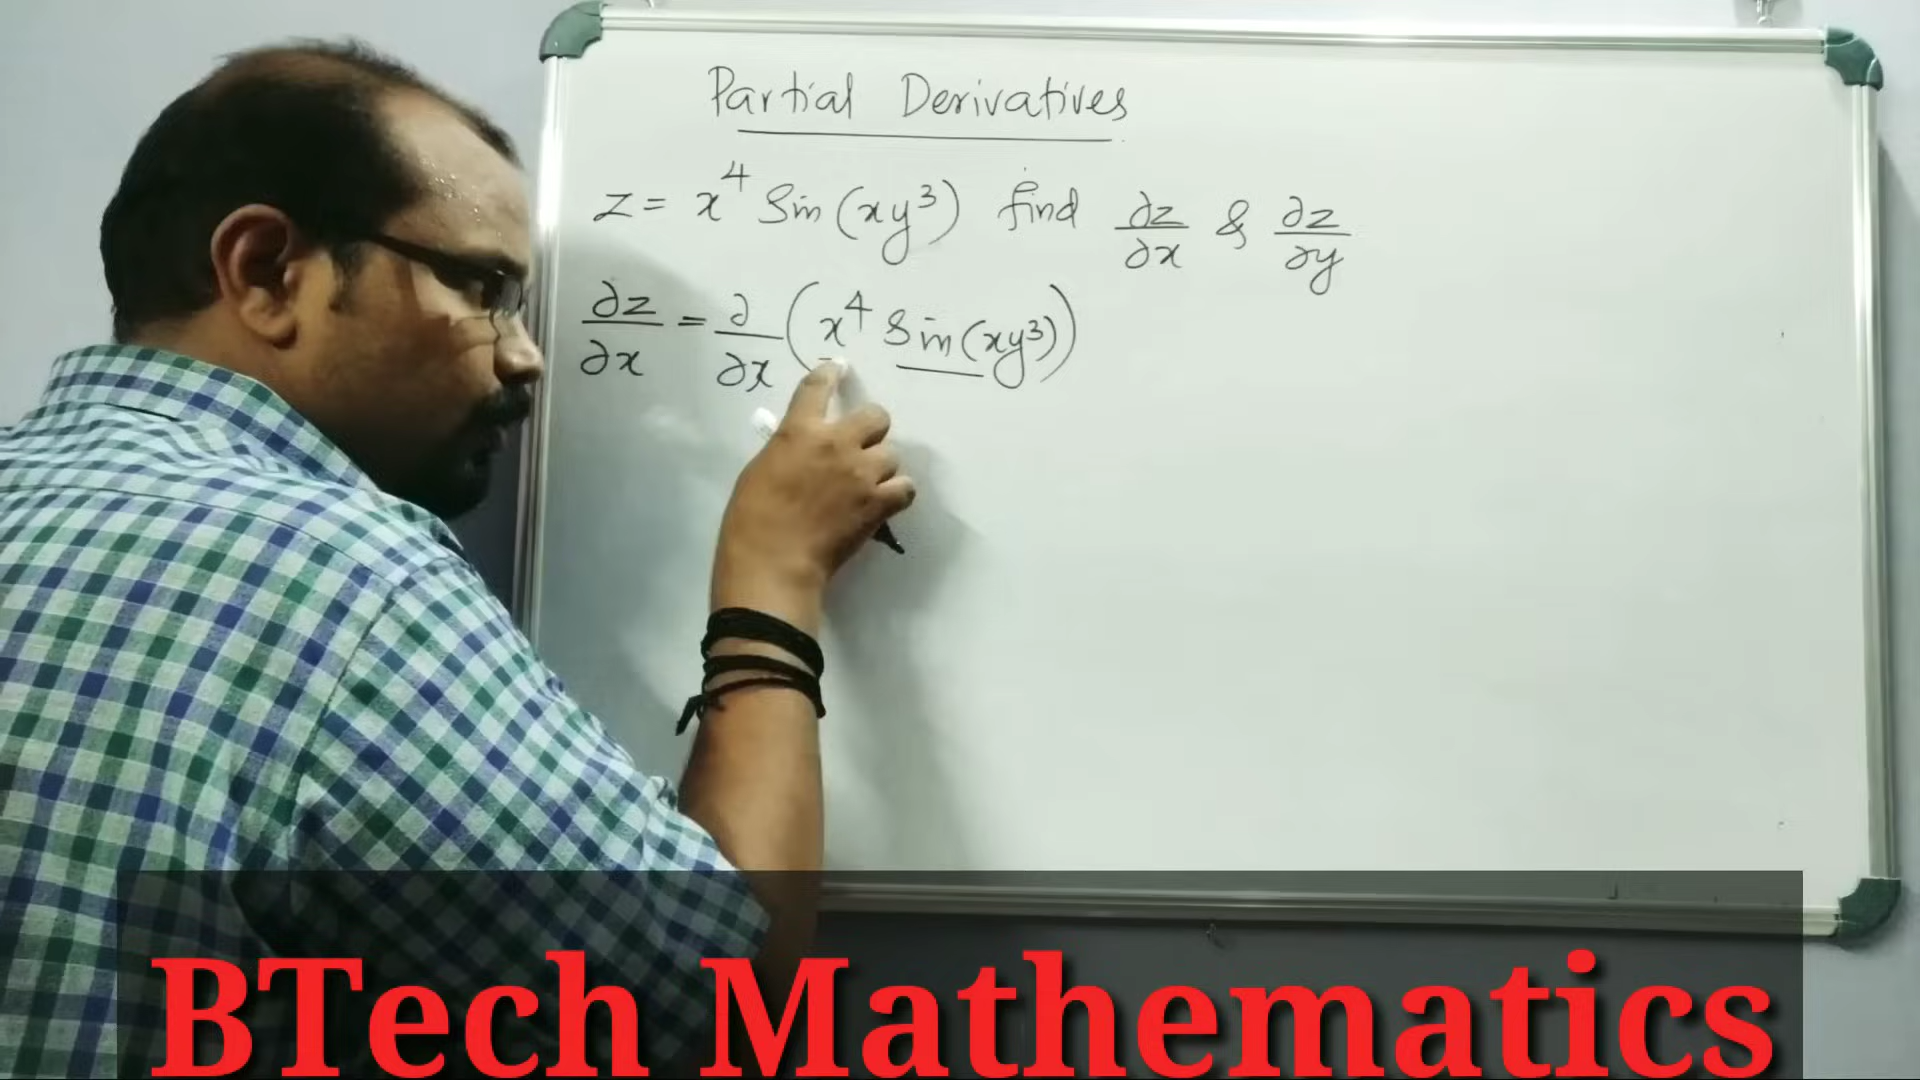 Partial Derivatives
z = x⁴ Sin(xy³) find ∂z/∂x & ∂z/∂y
∂z/∂x = ∂/∂x (x⁴ Sin(xy³))
BTech Mathematics